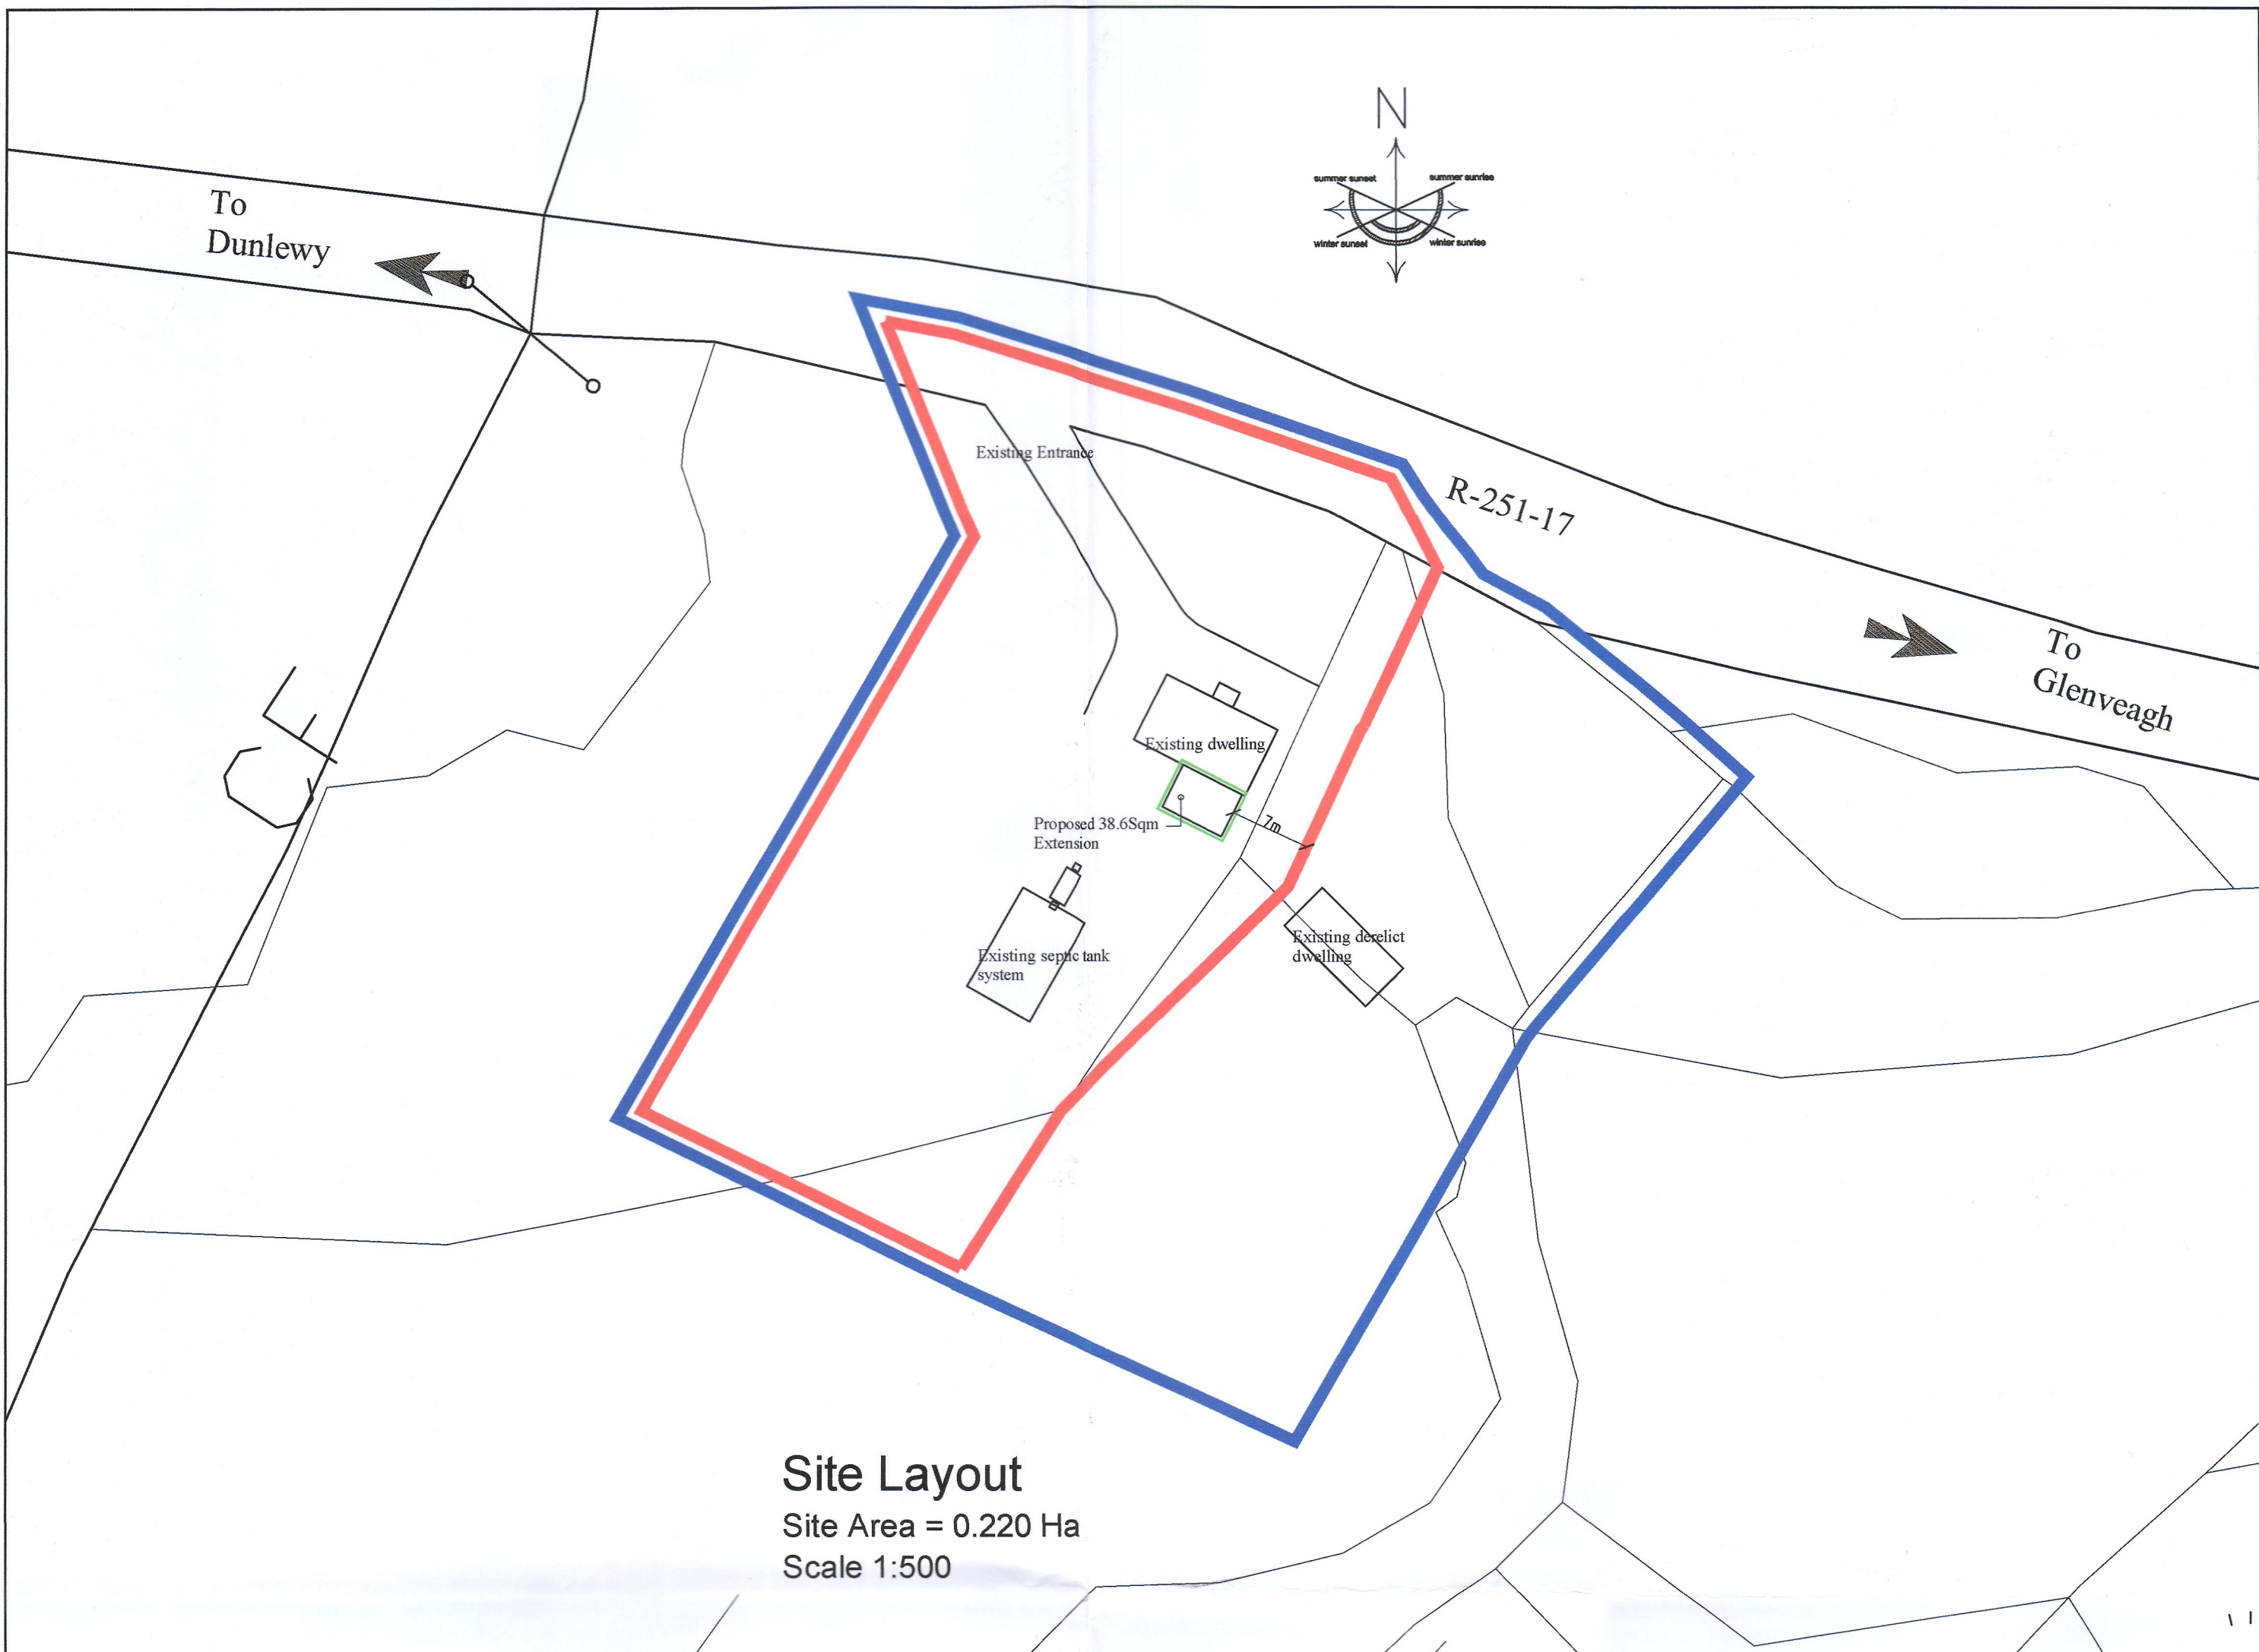 N
summer sunset
summer sunrise
winter sunset
winter sunrise
To
Dunlewy
Existing Entrance
R-251-17
To
Glenveagh
CF
Existing dwelling
7m
Proposed 38.6Sqm
Extension
Existing derelict
dwelling
Existing septic tank
system
Site Layout
Site Area = 0.220 Ha
Scale 1:500